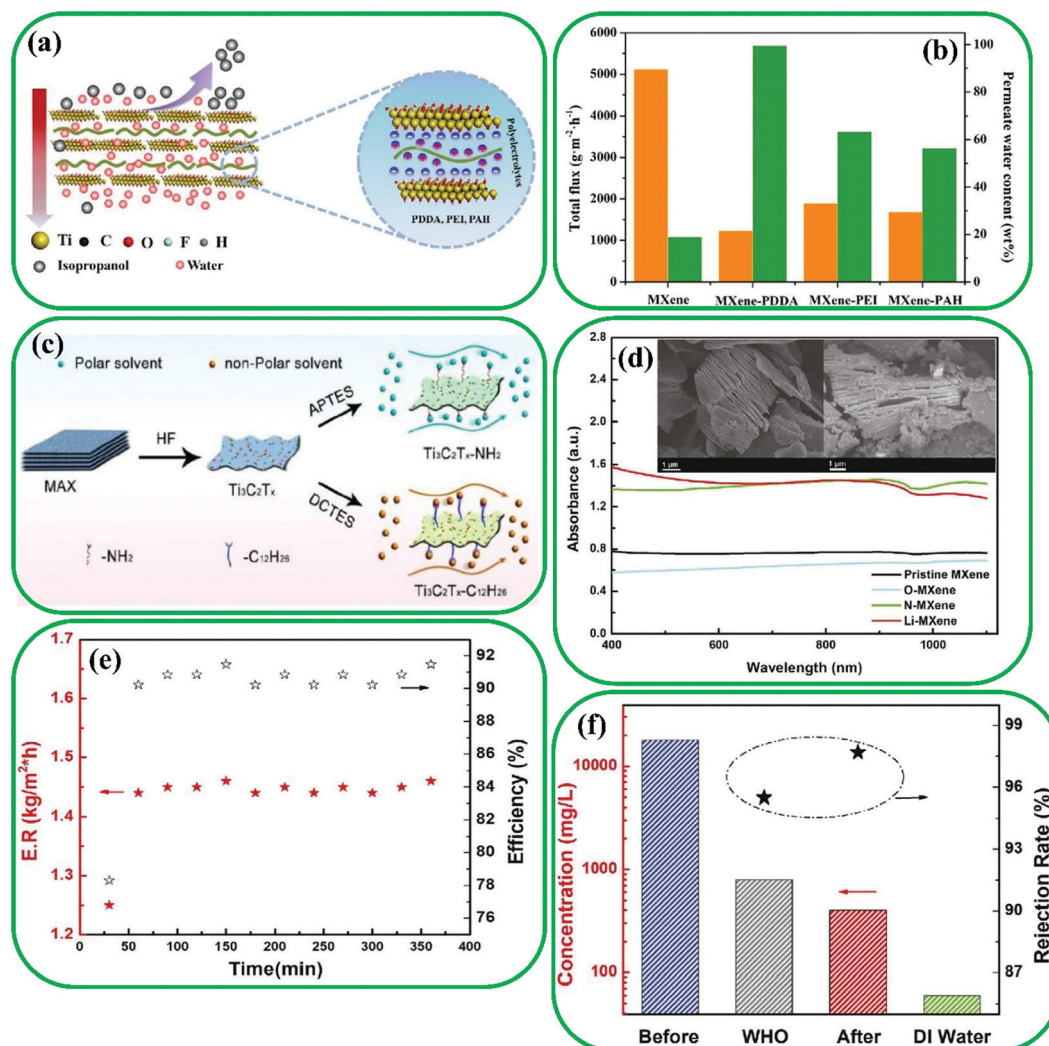 (a)
Polyelectrolytes
PDDA, PEI, PAH
Ti C O F H
Isopropanol Water
(b)
6000
5000
4000
3000
2000
1000
0
Total flux (g·m⁻²·h⁻¹)
100
80
60
40
20
0
Permeate water content (wt%)
MXene MXene-PDDA MXene-PEI MXene-PAH
(c)
Polar solvent non-Polar solvent
APTES
Ti₃C₂Tₓ-NH₂
HF
MAX
Ti₃C₂Tₓ
DCTES
-NH₂ -C₁₂H₂₆
Ti₃C₂Tₓ-C₁₂H₂₆
(d)
2.8
2.4
2.0
1.6
1.2
0.8
0.4
0.0
Absorbance (a.u.)
1 μm
1 μm
Pristine MXene
O-MXene
N-MXene
Li-MXene
400 600 800 1000
Wavelength (nm)
(e)
1.7
1.6
1.5
1.4
1.3
1.2
E.R (kg/m²*h)
92
90
88
86
84
82
80
78
76
Efficiency (%)
0 50 100 150 200 250 300 350 400
Time(min)
(f)
10000
1000
100
Concentration (mg/L)
99
96
93
90
87
Rejection Rate (%)
Before WHO After DI Water